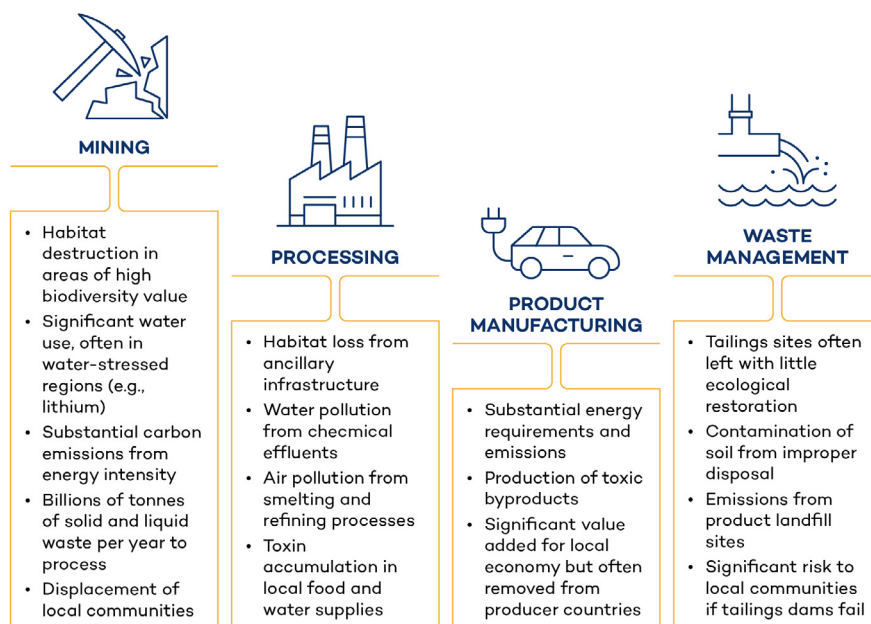 MINING
• Habitat
destruction in
areas of high
biodiversity value
• Significant water
use, often in
water-stressed
regions (e.g.,
lithium)
• Substantial carbon
emissions from
energy intensity
• Billions of tonnes
of solid and liquid
waste per year to
process
• Displacement of
local communities
PROCESSING
• Habitat loss from
ancillary
infrastructure
• Water pollution
from checmical
effluents
• Air pollution from
smelting and
refining processes
• Toxin
accumulation in
local food and
water supplies
PRODUCT
MANUFACTURING
• Substantial energy
requirements and
emissions
• Production of toxic
byproducts
• Significant value
added for local
economy but often
removed from
producer countries
WASTE
MANAGEMENT
• Tailings sites often
left with little
ecological
restoration
• Contamination of
soil from improper
disposal
• Emissions from
product landfill
sites
• Significant risk to
local communities
if tailings dams fail